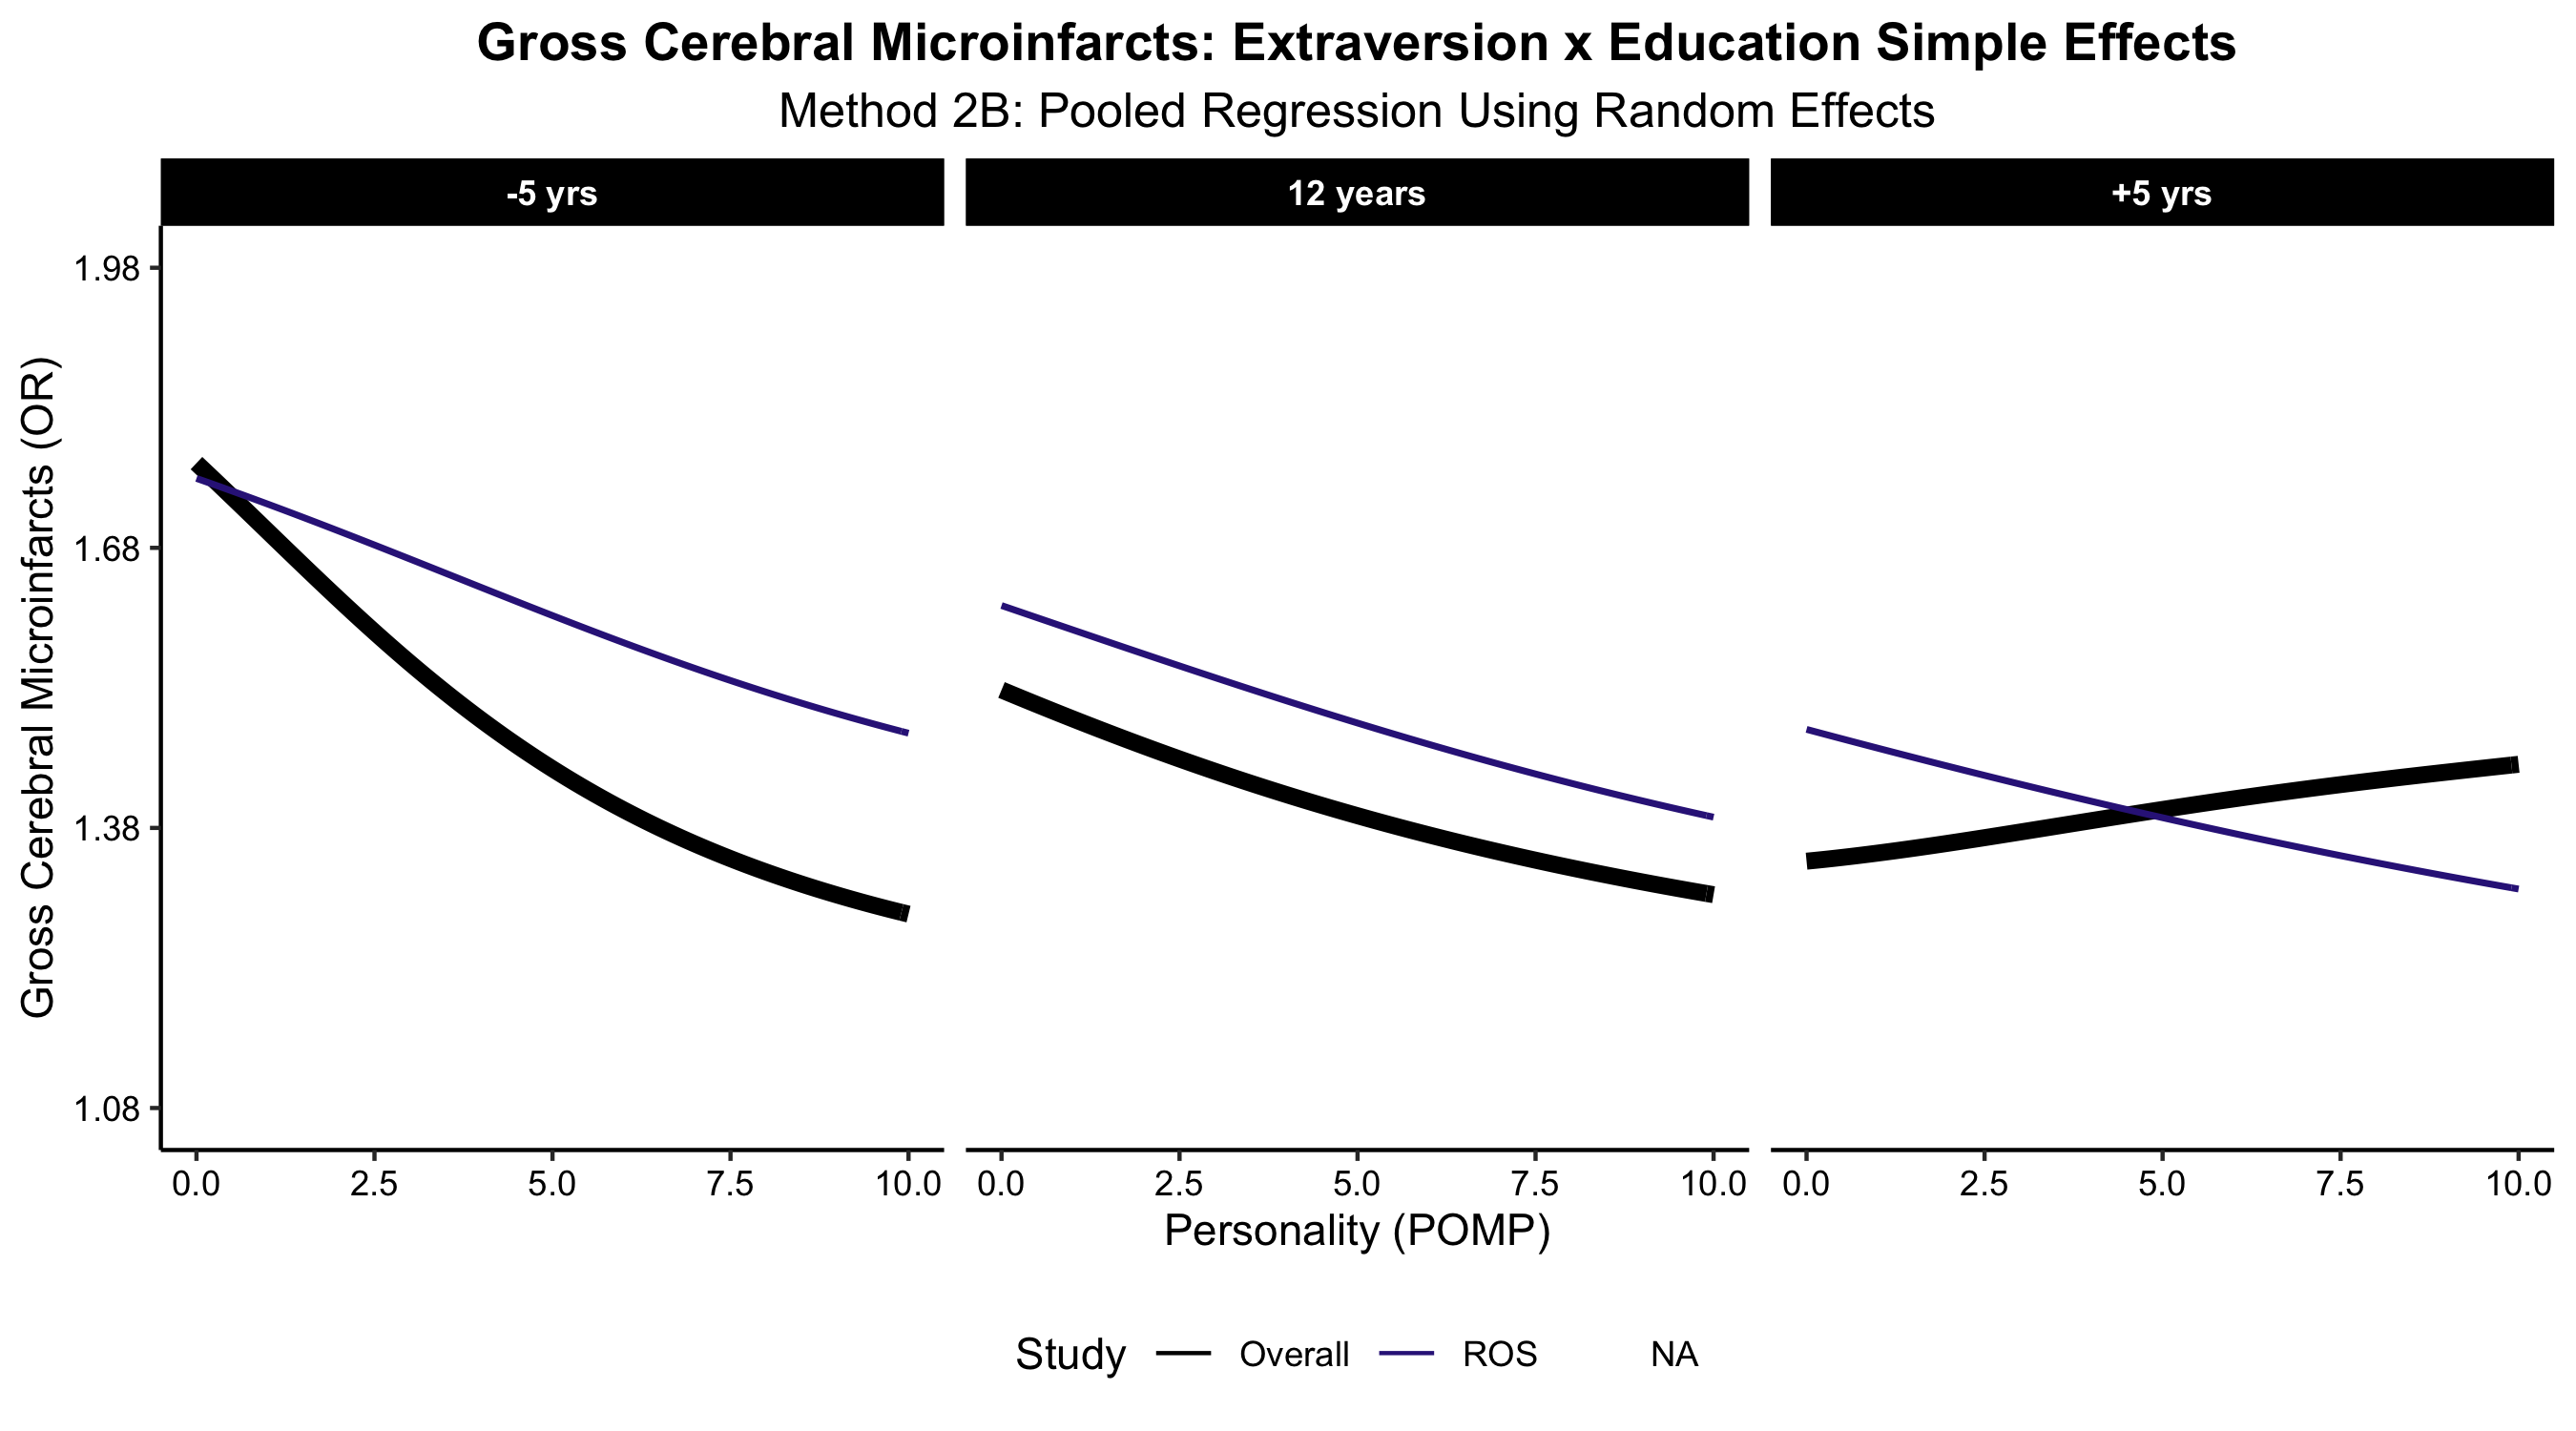 Gross Cerebral Microinfarcts: Extraversion x Education Simple Effects
Method 2B: Pooled Regression Using Random Effects
-5 yrs
12 years
+5 yrs
Gross Cerebral Microinfarcts (OR)
1.98
1.68
1.38
1.08
0.0 2.5 5.0 7.5 10.0
0.0 2.5 5.0 7.5 10.0
0.0 2.5 5.0 7.5 10.0
Personality (POMP)
Study Overall ROS NA